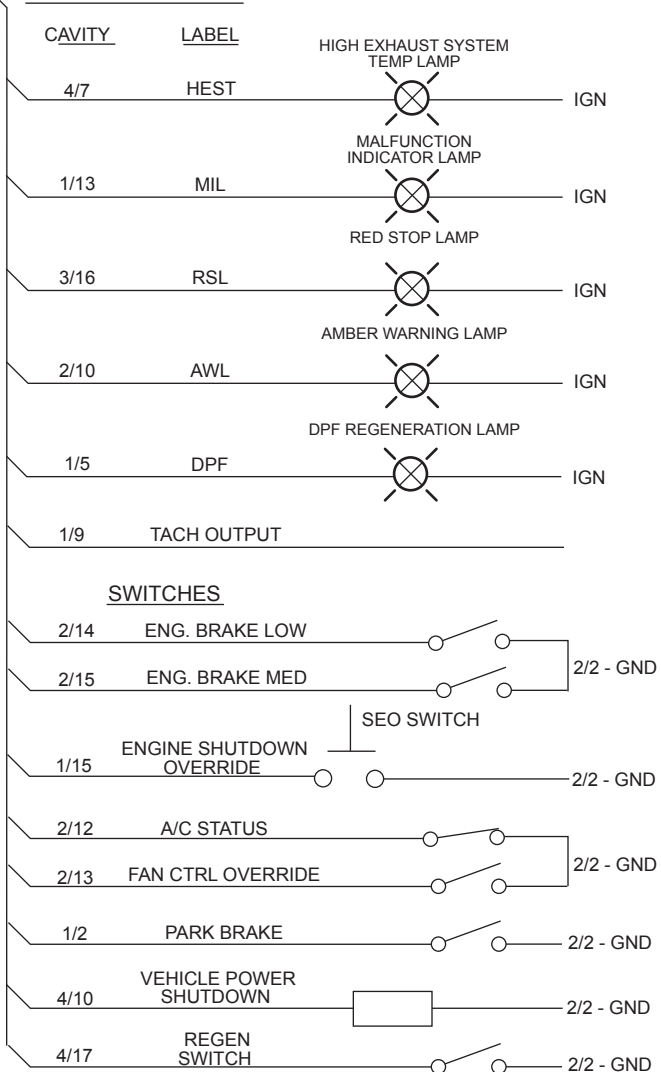 CAVITY LABEL
HIGH EXHAUST SYSTEM
TEMP LAMP
4/7 HEST IGN
MALFUNCTION
INDICATOR LAMP
1/13 MIL IGN
RED STOP LAMP
3/16 RSL IGN
AMBER WARNING LAMP
2/10 AWL IGN
DPF REGENERATION LAMP
1/5 DPF IGN
1/9 TACH OUTPUT
SWITCHES
2/14 ENG. BRAKE LOW
2/2 - GND
2/15 ENG. BRAKE MED
SEO SWITCH
ENGINE SHUTDOWN
1/15 OVERRIDE 2/2 - GND
2/12 A/C STATUS
2/2 - GND
2/13 FAN CTRL OVERRIDE
1/2 PARK BRAKE 2/2 - GND
VEHICLE POWER
4/10 SHUTDOWN 2/2 - GND
REGEN
4/17 SWITCH 2/2 - GND